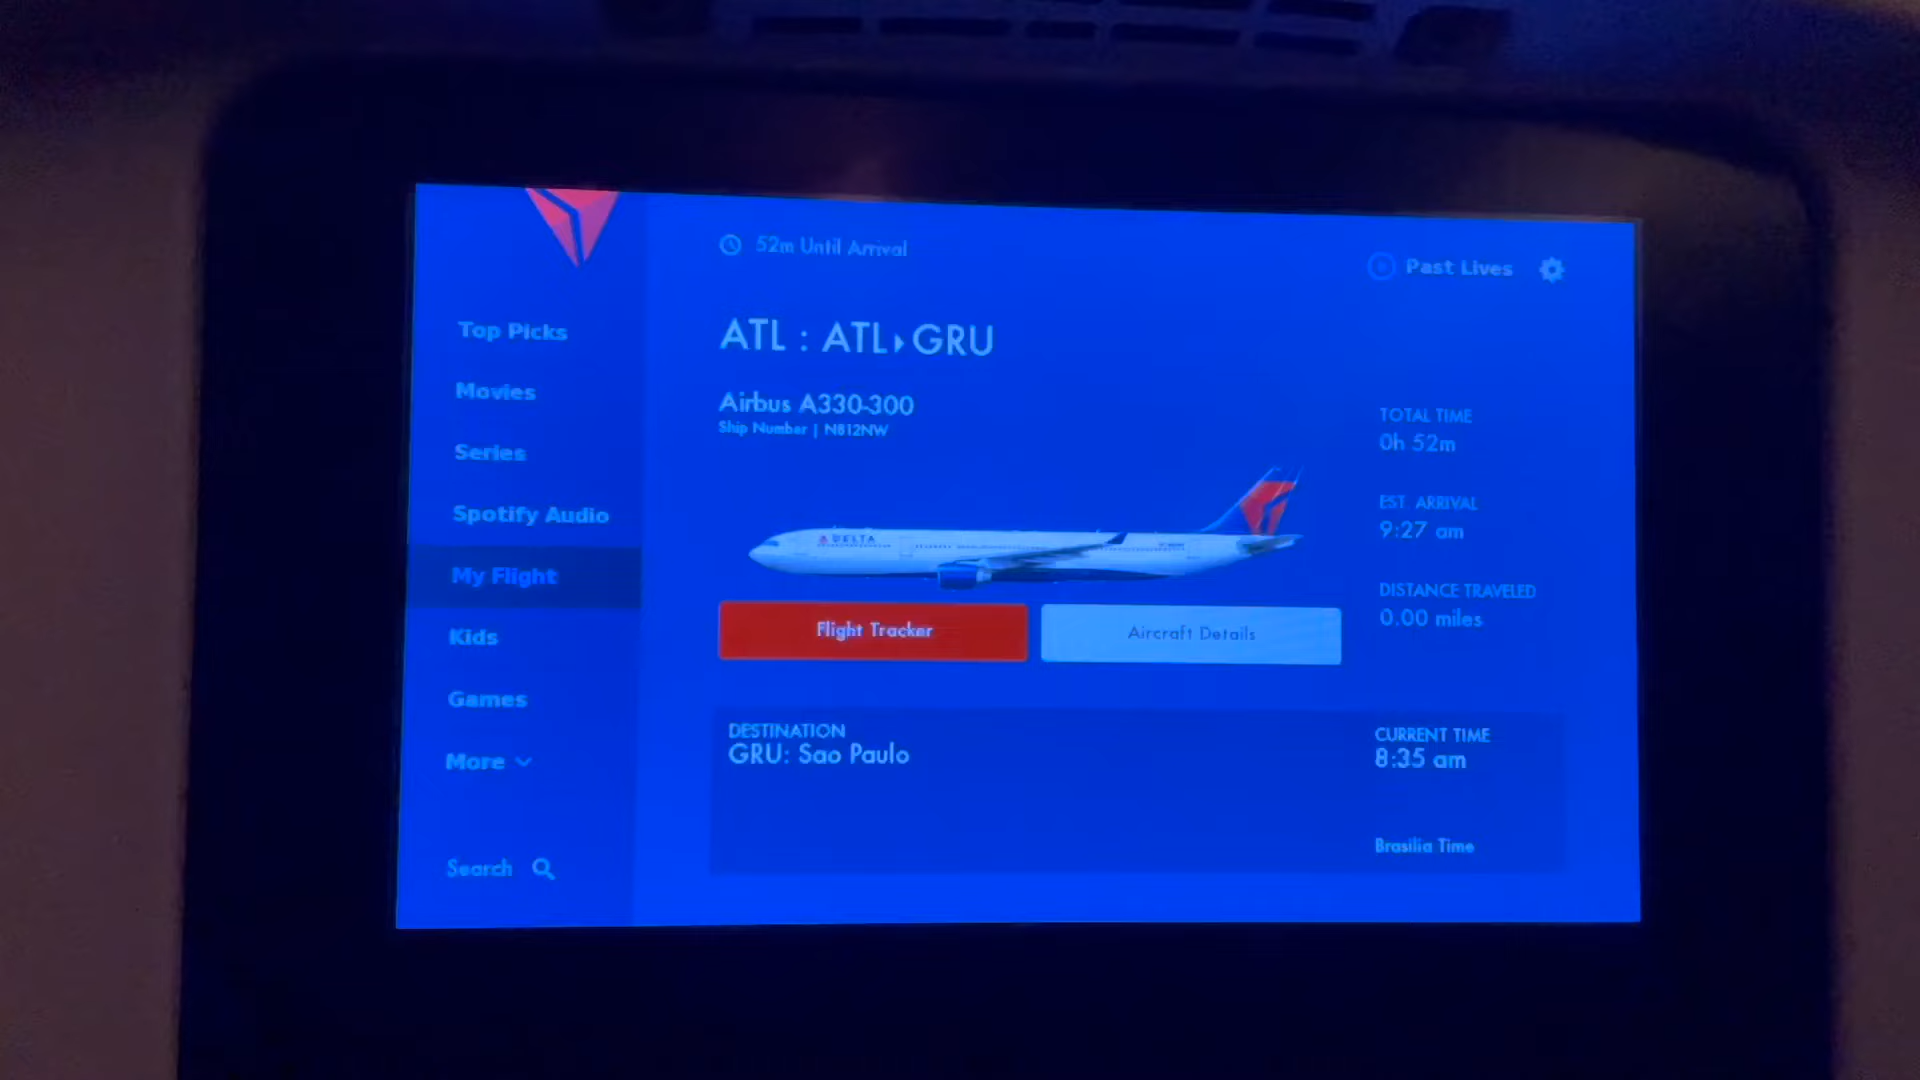 52m Until Arrival
Past Lives
Top Picks
Movies
Series
Spotify Audio
My Flight
Kids
Games
More
Search
ATL : ATL▸GRU
Airbus A330-300
Ship Number | N812NW
DELTA
TOTAL TIME
0h 52m
EST. ARRIVAL
9:27 am
DISTANCE TRAVELED
0.00 miles
Flight Tracker
Aircraft Details
DESTINATION
GRU: Sao Paulo
CURRENT TIME
8:35 am
Brasilia Time